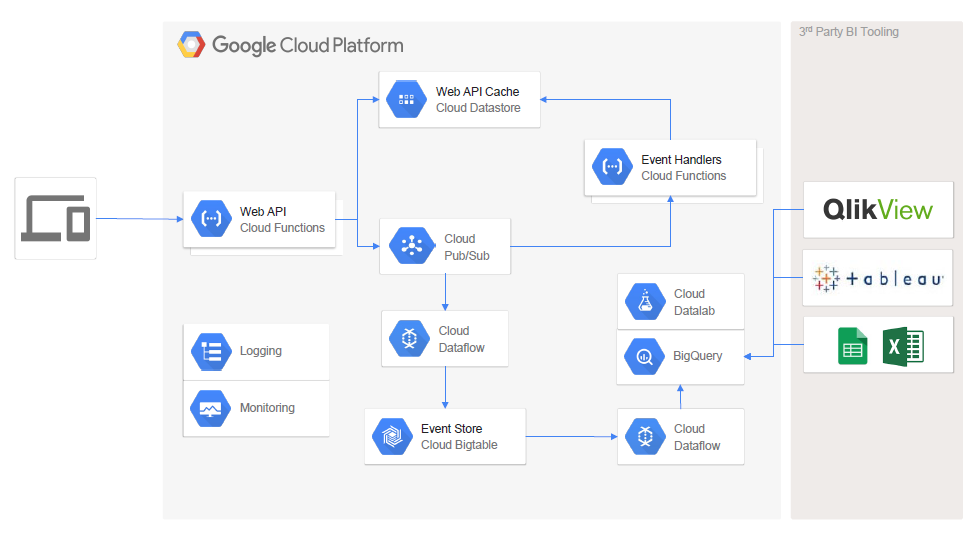 Google Cloud Platform
3rd Party BI Tooling
Web API Cache
Cloud Datastore
Event Handlers
Cloud Functions
Web API
Cloud Functions
QlikView
Cloud
Pub/Sub
tableau
Cloud
Datalab
Cloud
Dataflow
Logging
BigQuery
X
Monitoring
Event Store
Cloud Bigtable
Cloud
Dataflow